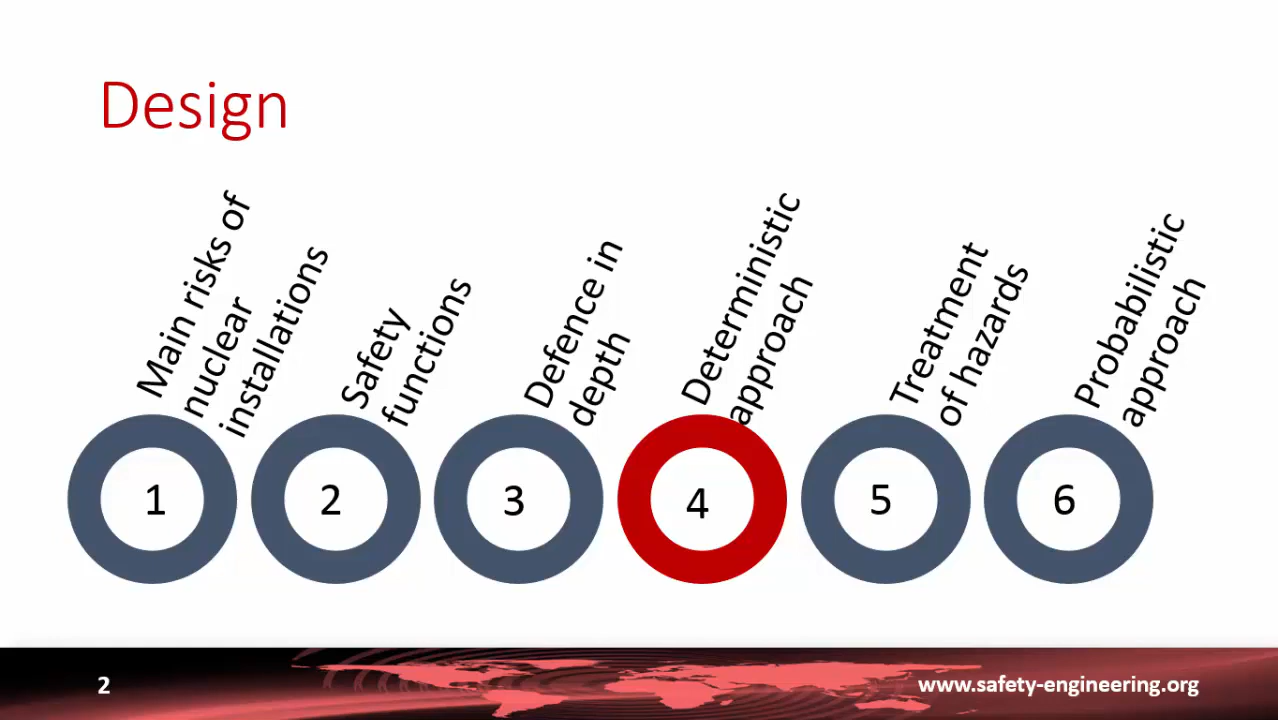 Design
Main risks of
nuclear
installations
Safety
functions
Defence in
depth
Deterministic
approach
Treatment
of hazards
Probabilistic
approach
1
2
3
4
5
6
2
www.safety-engineering.org